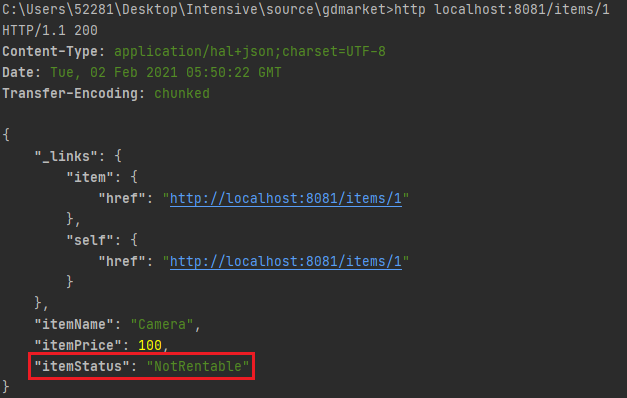 C:\Users\52281\Desktop\Intensive\source\gdmarket>http localhost:8081/items/1
HTTP/1.1 200
Content-Type: application/hal+json;charset=UTF-8
Date: Tue, 02 Feb 2021 05:50:22 GMT
Transfer-Encoding: chunked
{
"_links": {
"item": {
"href": "http://localhost:8081/items/1"
},
"self": {
"href": "http://localhost:8081/items/1"
}
},
"itemName": "Camera",
"itemPrice": 100,
"itemStatus": "NotRentable"
}